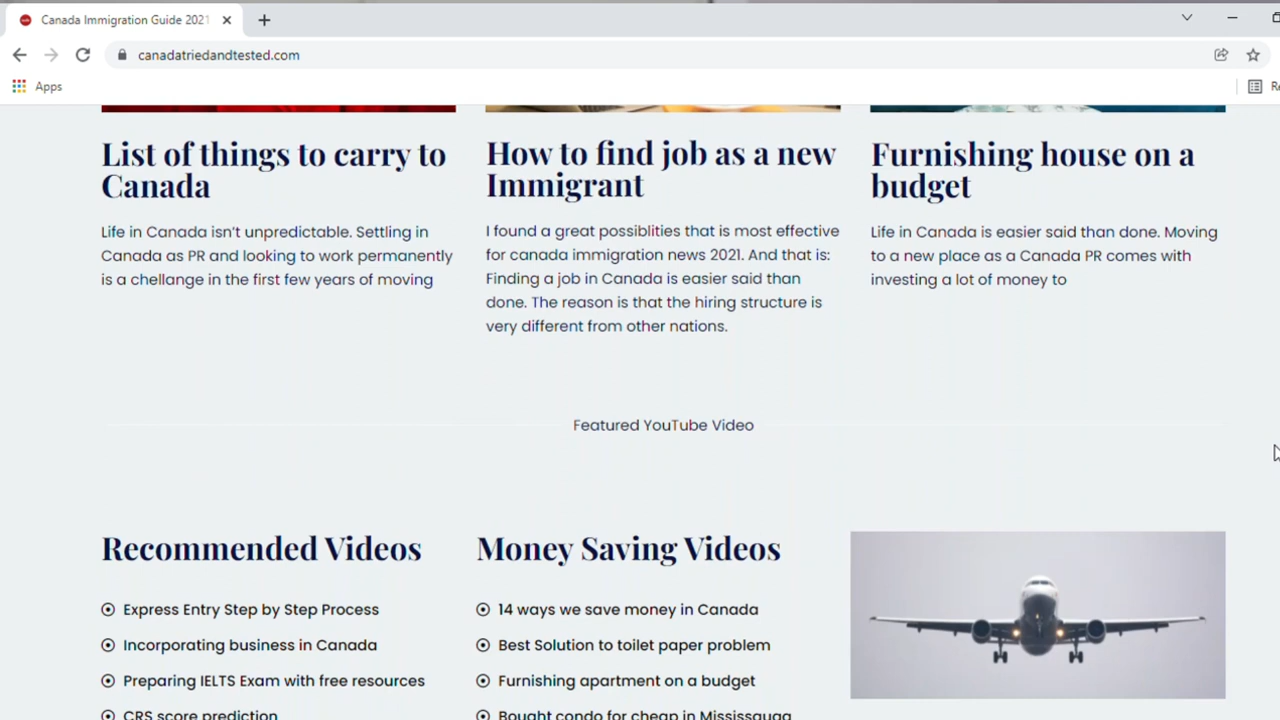 Canada Immigration Guide 2021
canadatriedandtested.com
Apps
List of things to carry to
Canada
Life in Canada isn't unpredictable. Settling in
Canada as PR and looking to work permanently
is a chellange in the first few years of moving
How to find job as a new
Immigrant
I found a great possiblities that is most effective
for canada immigration news 2021. And that is:
Finding a job in Canada is easier said than
done. The reason is that the hiring structure is
very different from other nations.
Furnishing house on a
budget
Life in Canada is easier said than done. Moving
to a new place as a Canada PR comes with
investing a lot of money to
Featured YouTube Video
Recommended Videos
Express Entry Step by Step Process
Incorporating business in Canada
Preparing IELTS Exam with free resources
CRS score prediction
Money Saving Videos
14 ways we save money in Canada
Best Solution to toilet paper problem
Furnishing apartment on a budget
Bought condo for cheap in Mississauga